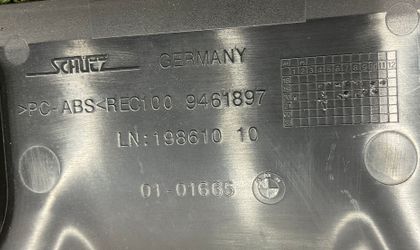 SCHUEZ GERMANY
>PC-ABS<REC100 9461897
LN:198610 10
01-01665